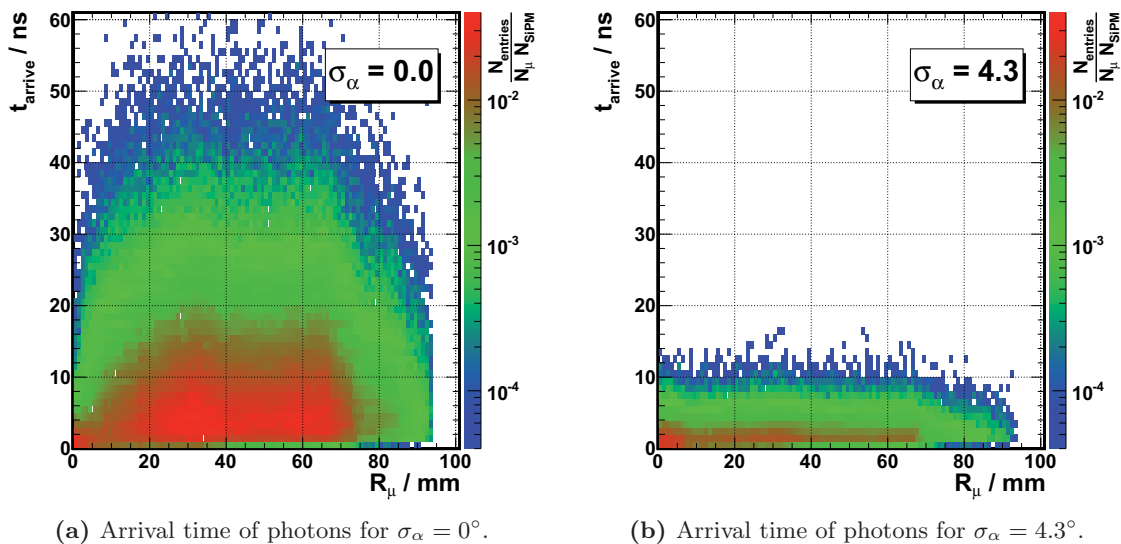 t_arrive / ns
60
50
40
30
20
10
0
σ_α = 0.0
0 20 40 60 80 100
R_μ / mm
N_entries
N_μ N_SiPM
10^-2
10^-3
10^-4
(a) Arrival time of photons for σ_α = 0°.
t_arrive / ns
60
50
40
30
20
10
0
σ_α = 4.3
0 20 40 60 80 100
R_μ / mm
N_entries
N_μ N_SiPM
10^-2
10^-3
10^-4
(b) Arrival time of photons for σ_α = 4.3°.